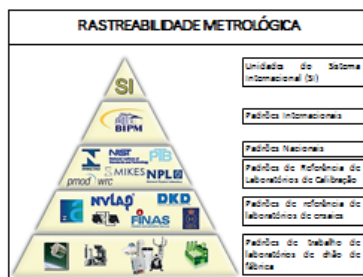 RASTREABILIDADE METROLÓGICA
SI
Unidades do Sistema
Internacional (SI)
BIPM
Padrões Internacionais
NIST
PTB
MIKES
NPL
pmod wrc
Padrões Nacionais
Padrões de Referência de
Laboratórios de Calibração
NVLAP
DKD
FINAS
Padrões de referência de
laboratórios de ensaios
Padrões de trabalho de
laboratórios de chão de
fábrica